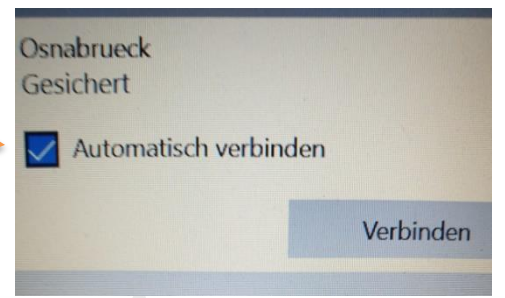 Osnabrueck
Gesichert
Automatisch verbinden
Verbinden